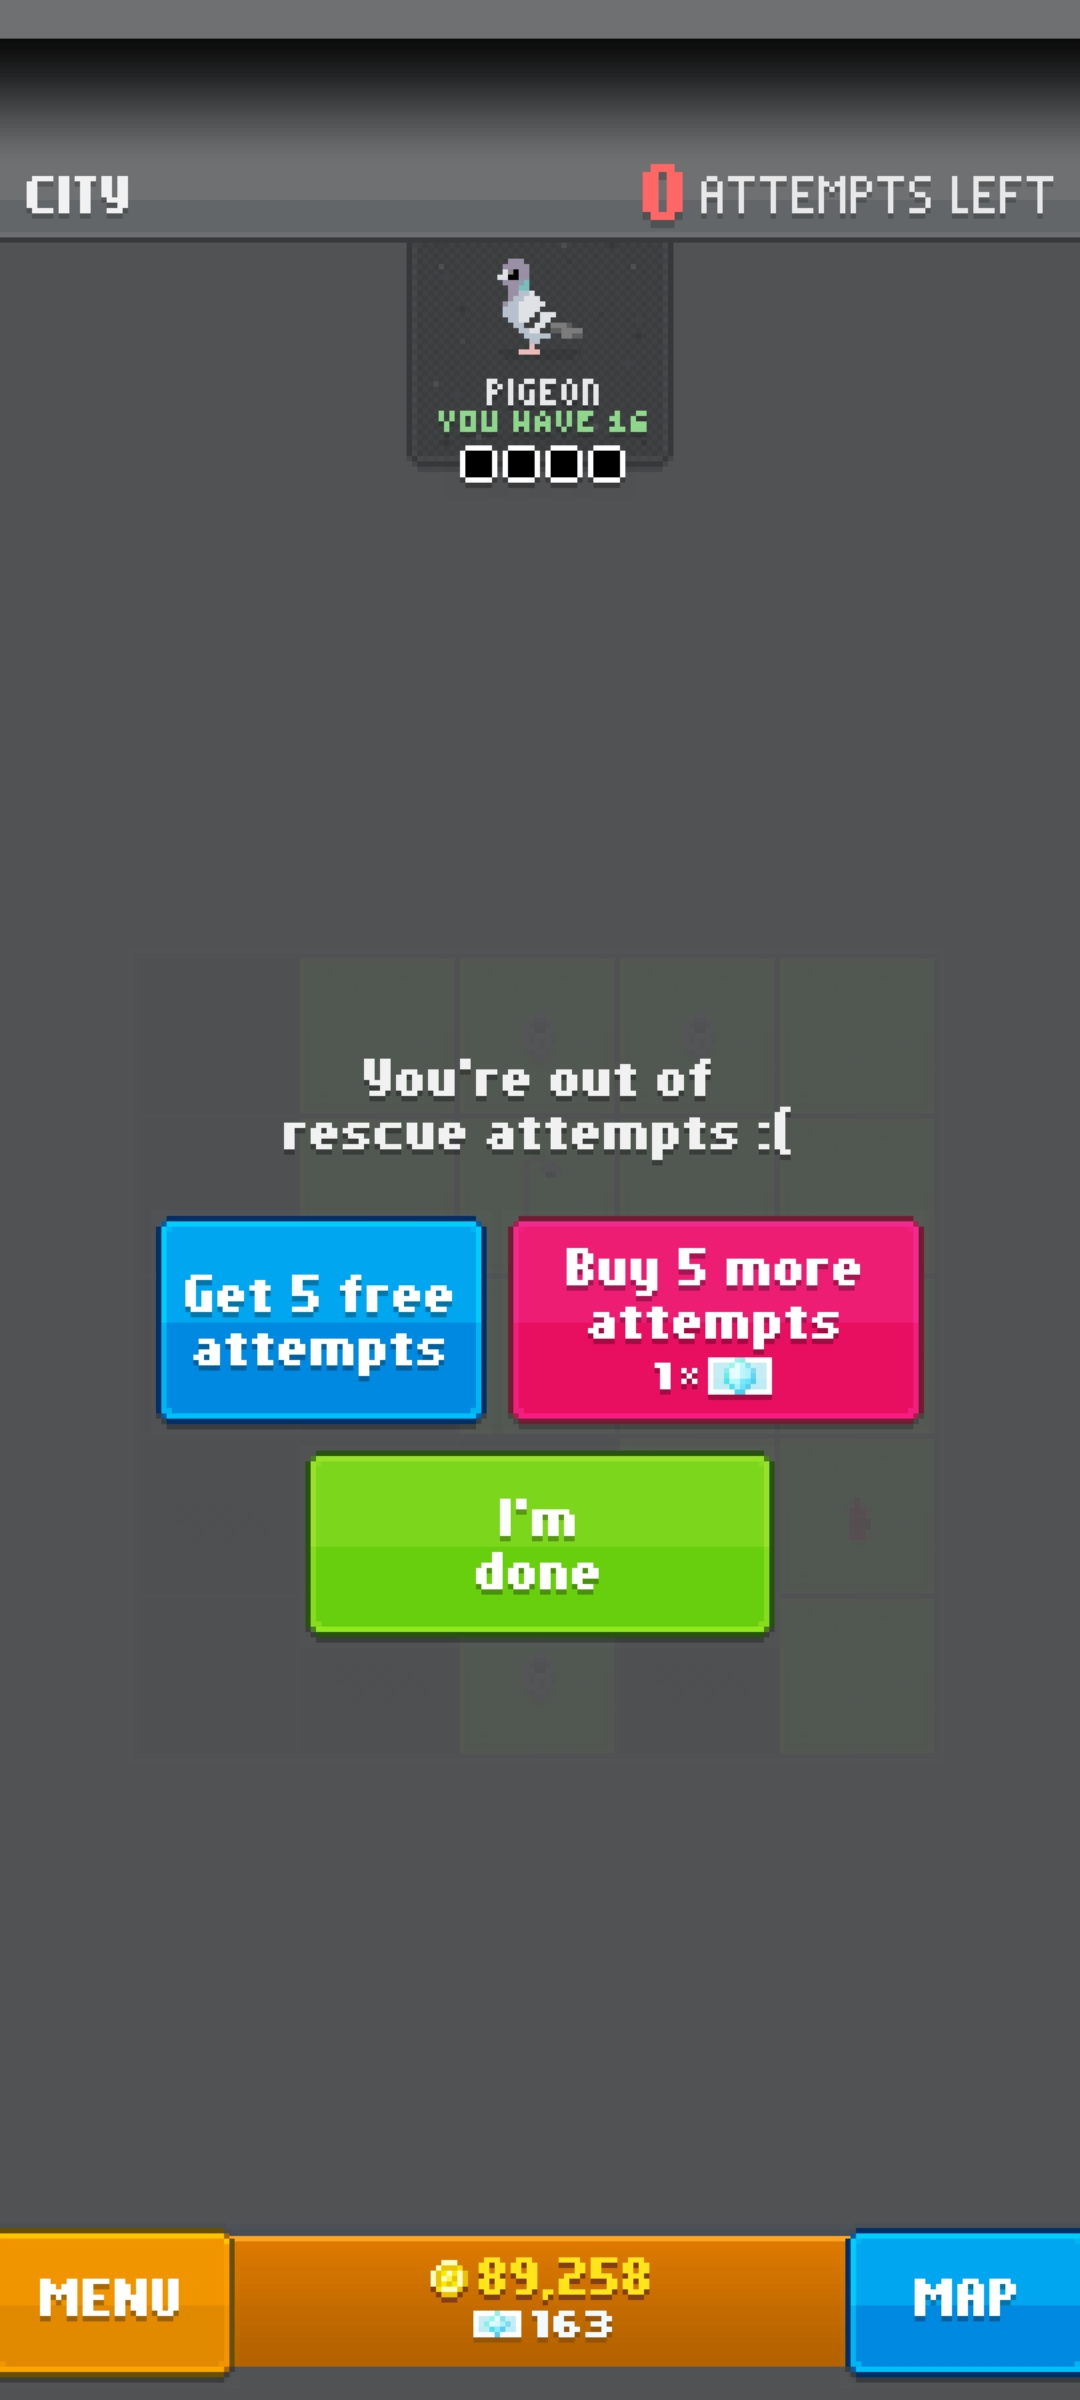 CITY
0 ATTEMPTS LEFT
PIGEON
YOU HAVE 16
You're out of
rescue attempts :(
Get 5 free
attempts
Buy 5 more
attempts
1×
I'm
done
MENU
89,258
163
MAP